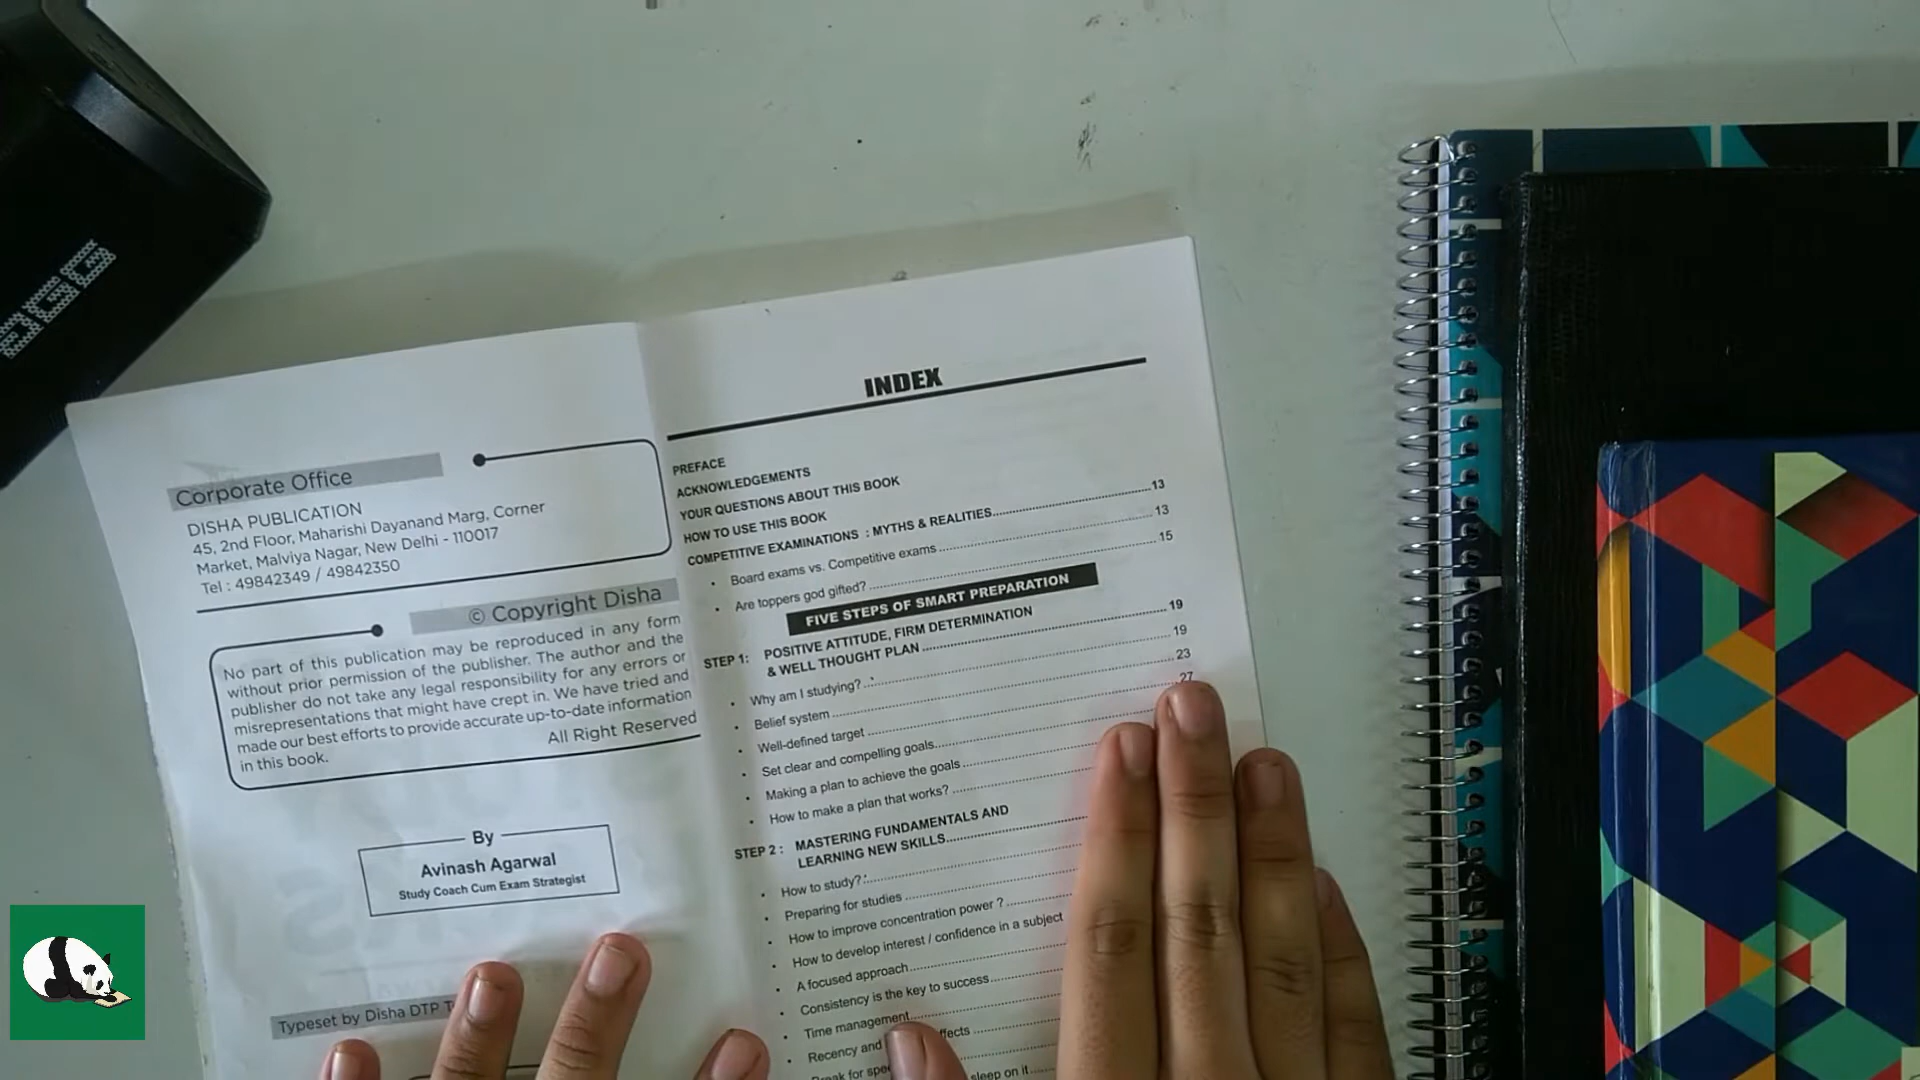 Corporate Office
DISHA PUBLICATION
45, 2nd Floor, Maharishi Dayanand Marg, Corner
Market, Malviya Nagar, New Delhi - 110017
Tel : 49842349 / 49842350
© Copyright Disha
No part of this publication may be reproduced in any form
without prior permission of the publisher. The author and the
publisher do not take any legal responsibility for any errors or
misrepresentations that might have crept in. We have tried and
made our best efforts to provide accurate up-to-date information
in this book.
All Right Reserved
By
Avinash Agarwal
Study Coach Cum Exam Strategist
Typeset by Disha DTP
INDEX
PREFACE
ACKNOWLEDGEMENTS
YOUR QUESTIONS ABOUT THIS BOOK
HOW TO USE THIS BOOK
COMPETITIVE EXAMINATIONS : MYTHS & REALITIES 13
• Board exams vs. Competitive exams 13
• Are toppers god gifted? 15
FIVE STEPS OF SMART PREPARATION
STEP 1: POSITIVE ATTITUDE, FIRM DETERMINATION
& WELL THOUGHT PLAN 19
• Why am I studying? 19
• Belief system 23
• Well-defined target 27
• Set clear and compelling goals
• Making a plan to achieve the goals
• How to make a plan that works?
STEP 2 : MASTERING FUNDAMENTALS AND
LEARNING NEW SKILLS
• How to study?
• Preparing for studies
• How to improve concentration power ?
• How to develop interest / confidence in a subject
• A focused approach
• Consistency is the key to success
• Time management
• Recency and
sleep on it